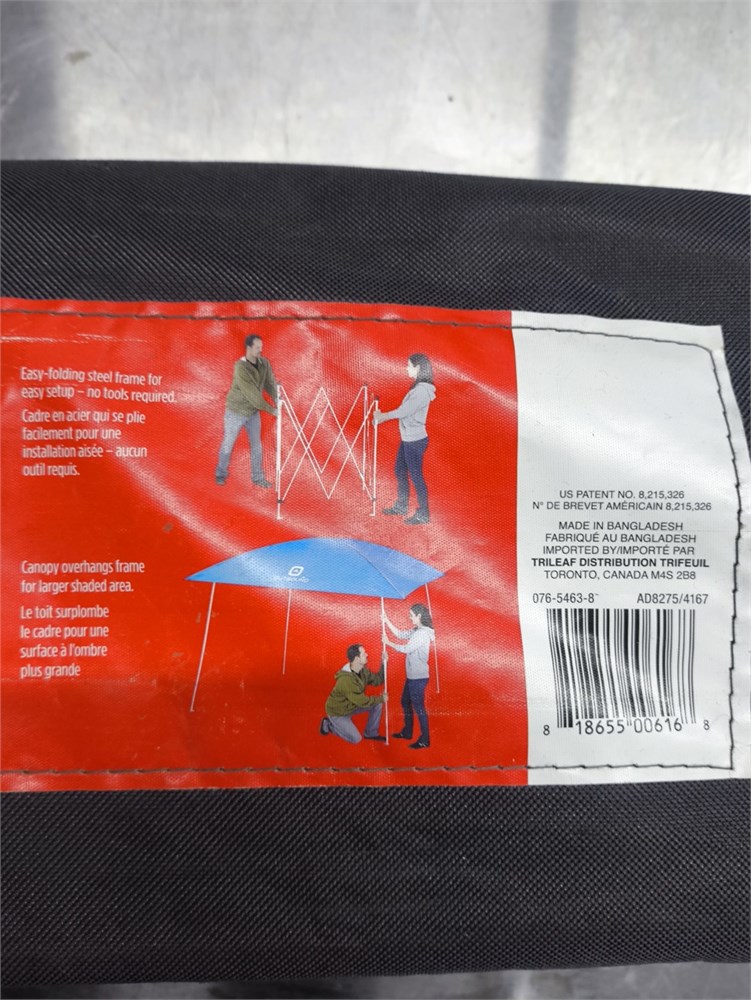 Easy-folding steel frame for
easy setup – no tools required.
Cadre en acier qui se plie
facilement pour une
installation aisée – aucun
outil requis.
Canopy overhangs frame
for larger shaded area.
Le toit surplombe
le cadre pour une
surface à l'ombre
plus grande
US PATENT NO. 8,215,326
N° DE BREVET AMÉRICAIN 8,215,326
MADE IN BANGLADESH
FABRIQUÉ AU BANGLADESH
IMPORTED BY/IMPORTÉ PAR
TRILEAF DISTRIBUTION TRIFEUIL
TORONTO, CANADA M4S 2B8
076-5463-8 AD8275/4167
8 18655 00616 8